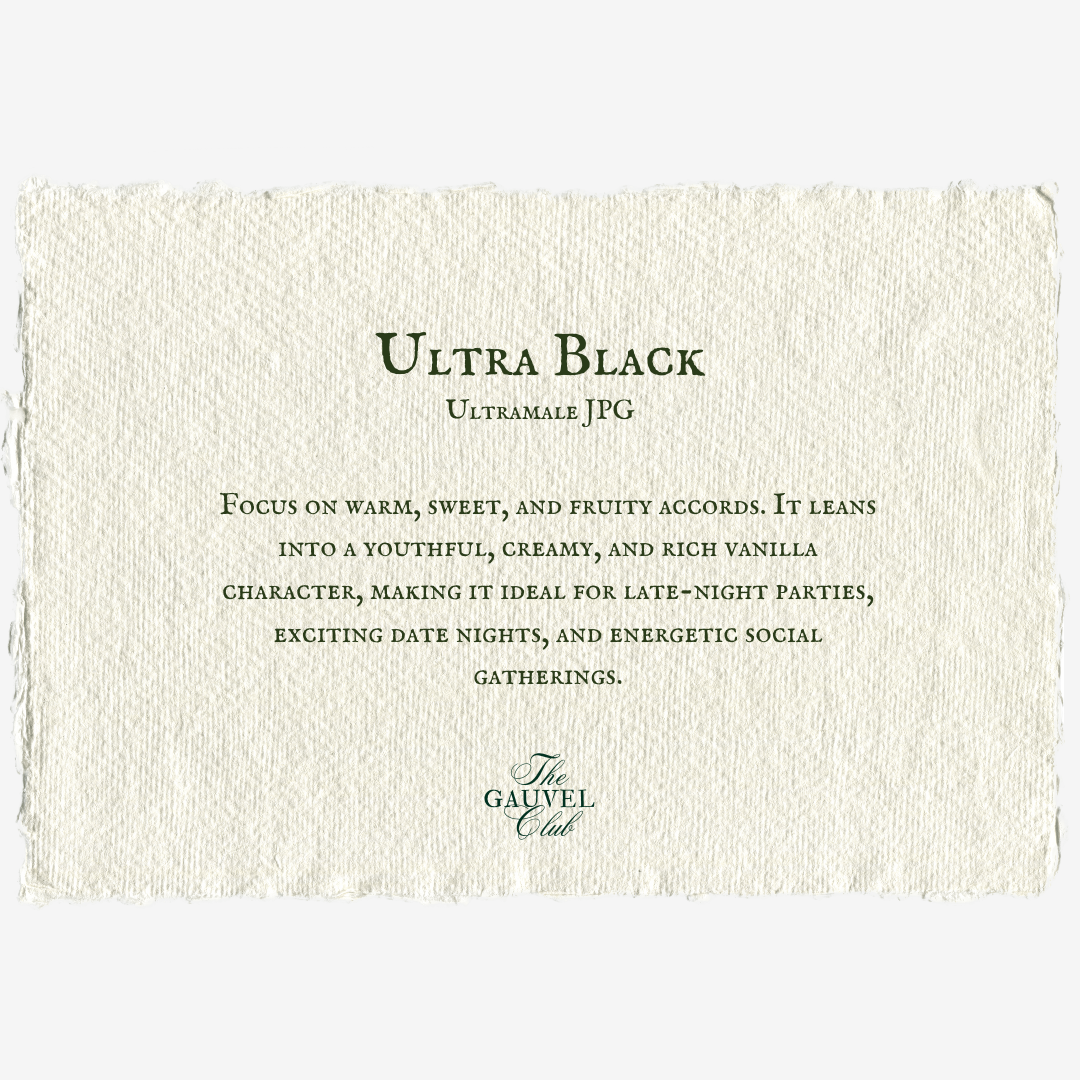 Ultra Black
Ultramale JPG
Focus on warm, sweet, and fruity accords. It leans
into a youthful, creamy, and rich vanilla
character, making it ideal for late-night parties,
exciting date nights, and energetic social
gatherings.
The
GAUVEL
Club